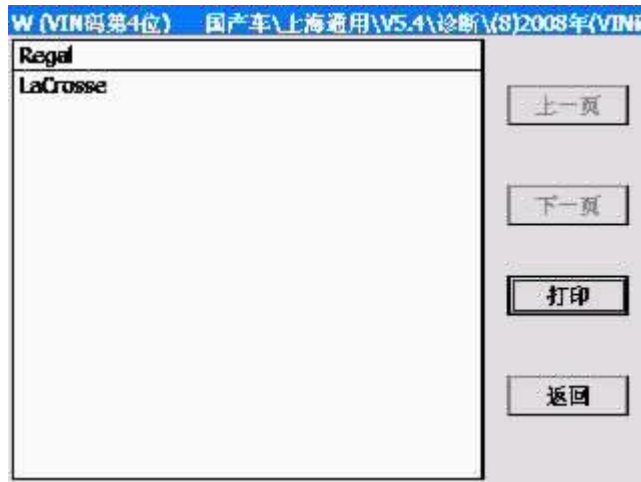 W (VIN码第4位) 国产车\上海通用\V5.4\诊断\(8)2008年(VIN
Regal
LaCrosse
上一页
下一页
打印
返回